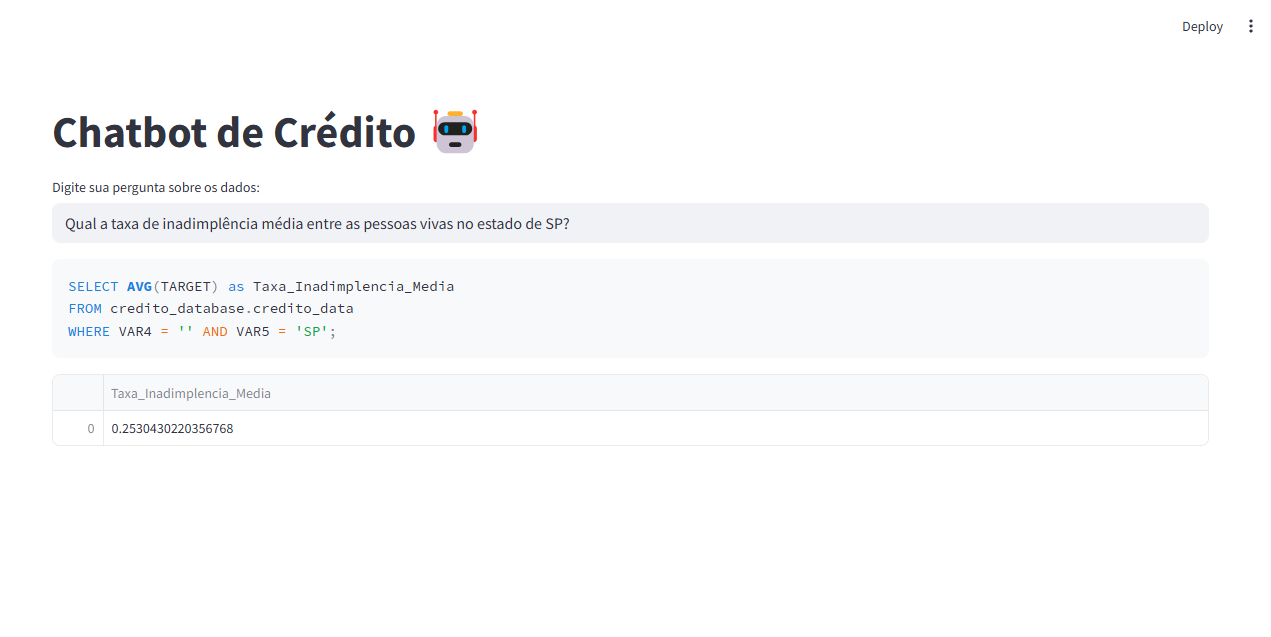 Deploy
Chatbot de Crédito
Digite sua pergunta sobre os dados:
Qual a taxa de inadimplência média entre as pessoas vivas no estado de SP?
SELECT AVG(TARGET) as Taxa_Inadimplencia_Media
FROM credito_database.credito_data
WHERE VAR4 = '' AND VAR5 = 'SP';
Taxa_Inadimplencia_Media
0 0.2530430220356768